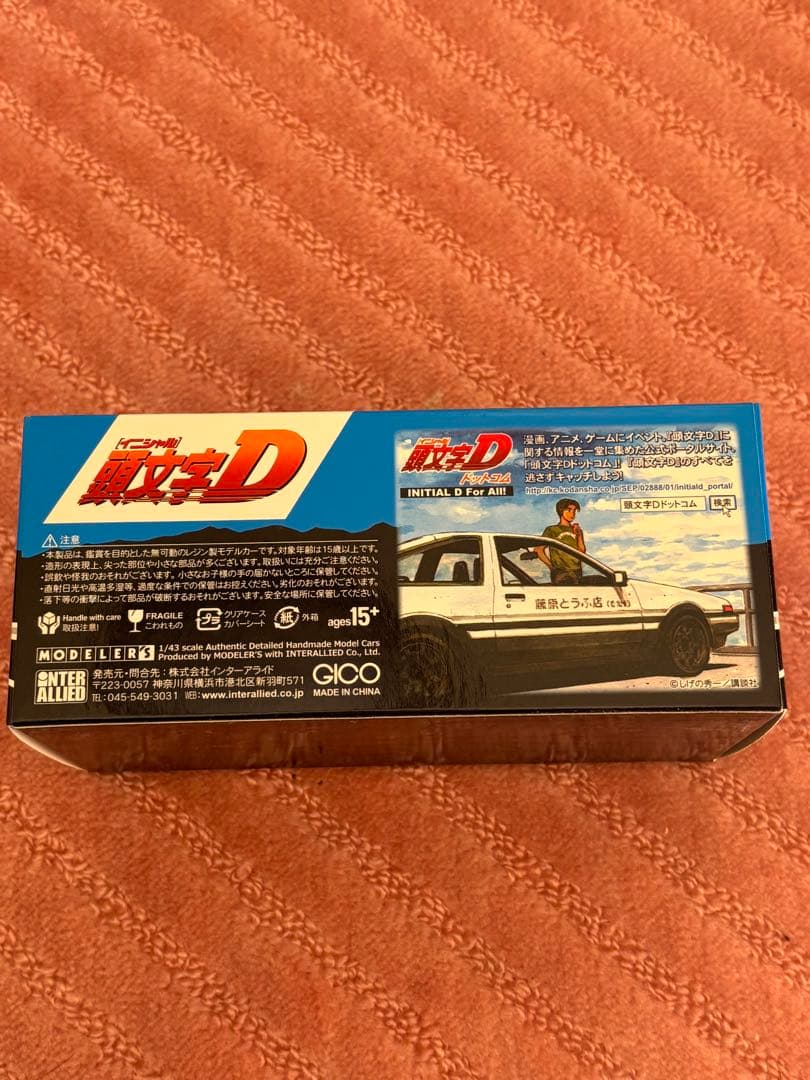 [イニシャル]
頭文字D
⚠注意
・本製品は、鑑賞を目的とした無可動のレジン製モデルカーです。対象年齢は15歳以上です。
・造形の表現上、尖った部位や小さな部品が多くございます。取扱いには充分ご注意ください。
・誤飲や怪我のおそれがございます。小さなお子様の手の届かないところに保管してください。
・直射日光や高温多湿等、過度な条件での保管はお控えください。劣化のおそれがございます。
・落下等の衝撃によって部品が破断するおそれがございます。安全な場所に保管してください。
Handle with care
取扱注意!
FRAGILE
こわれもの
プラ
クリアケース
カバーシート
紙
外箱
ages15+
MODELER'S
1/43 scale Authentic Detailed Handmade Model Cars
Produced by MODELER'S with INTERALLIED Co., Ltd.
INTER
ALLIED
発売元・問合先:株式会社インターアライド
〒223-0057 神奈川県横浜市港北区新羽町571
TEL:045-549-3031 WEB:www.interallied.co.jp
GICO
MADE IN CHINA
頭文字D
ドットコム
INITIAL D For All!
漫画、アニメ、ゲームにイベント、『頭文字D』に
関する情報を一堂に集めた公式ポータルサイト、
「頭文字Dドットコム」!『頭文字D』のすべてを
逃さずキャッチしよう!
http://kc.kodansha.co.jp/SEP/02888/01/initiald_portal/
頭文字Dドットコム
検索
藤原とうふ店(自家用)
©しげの秀一/講談社